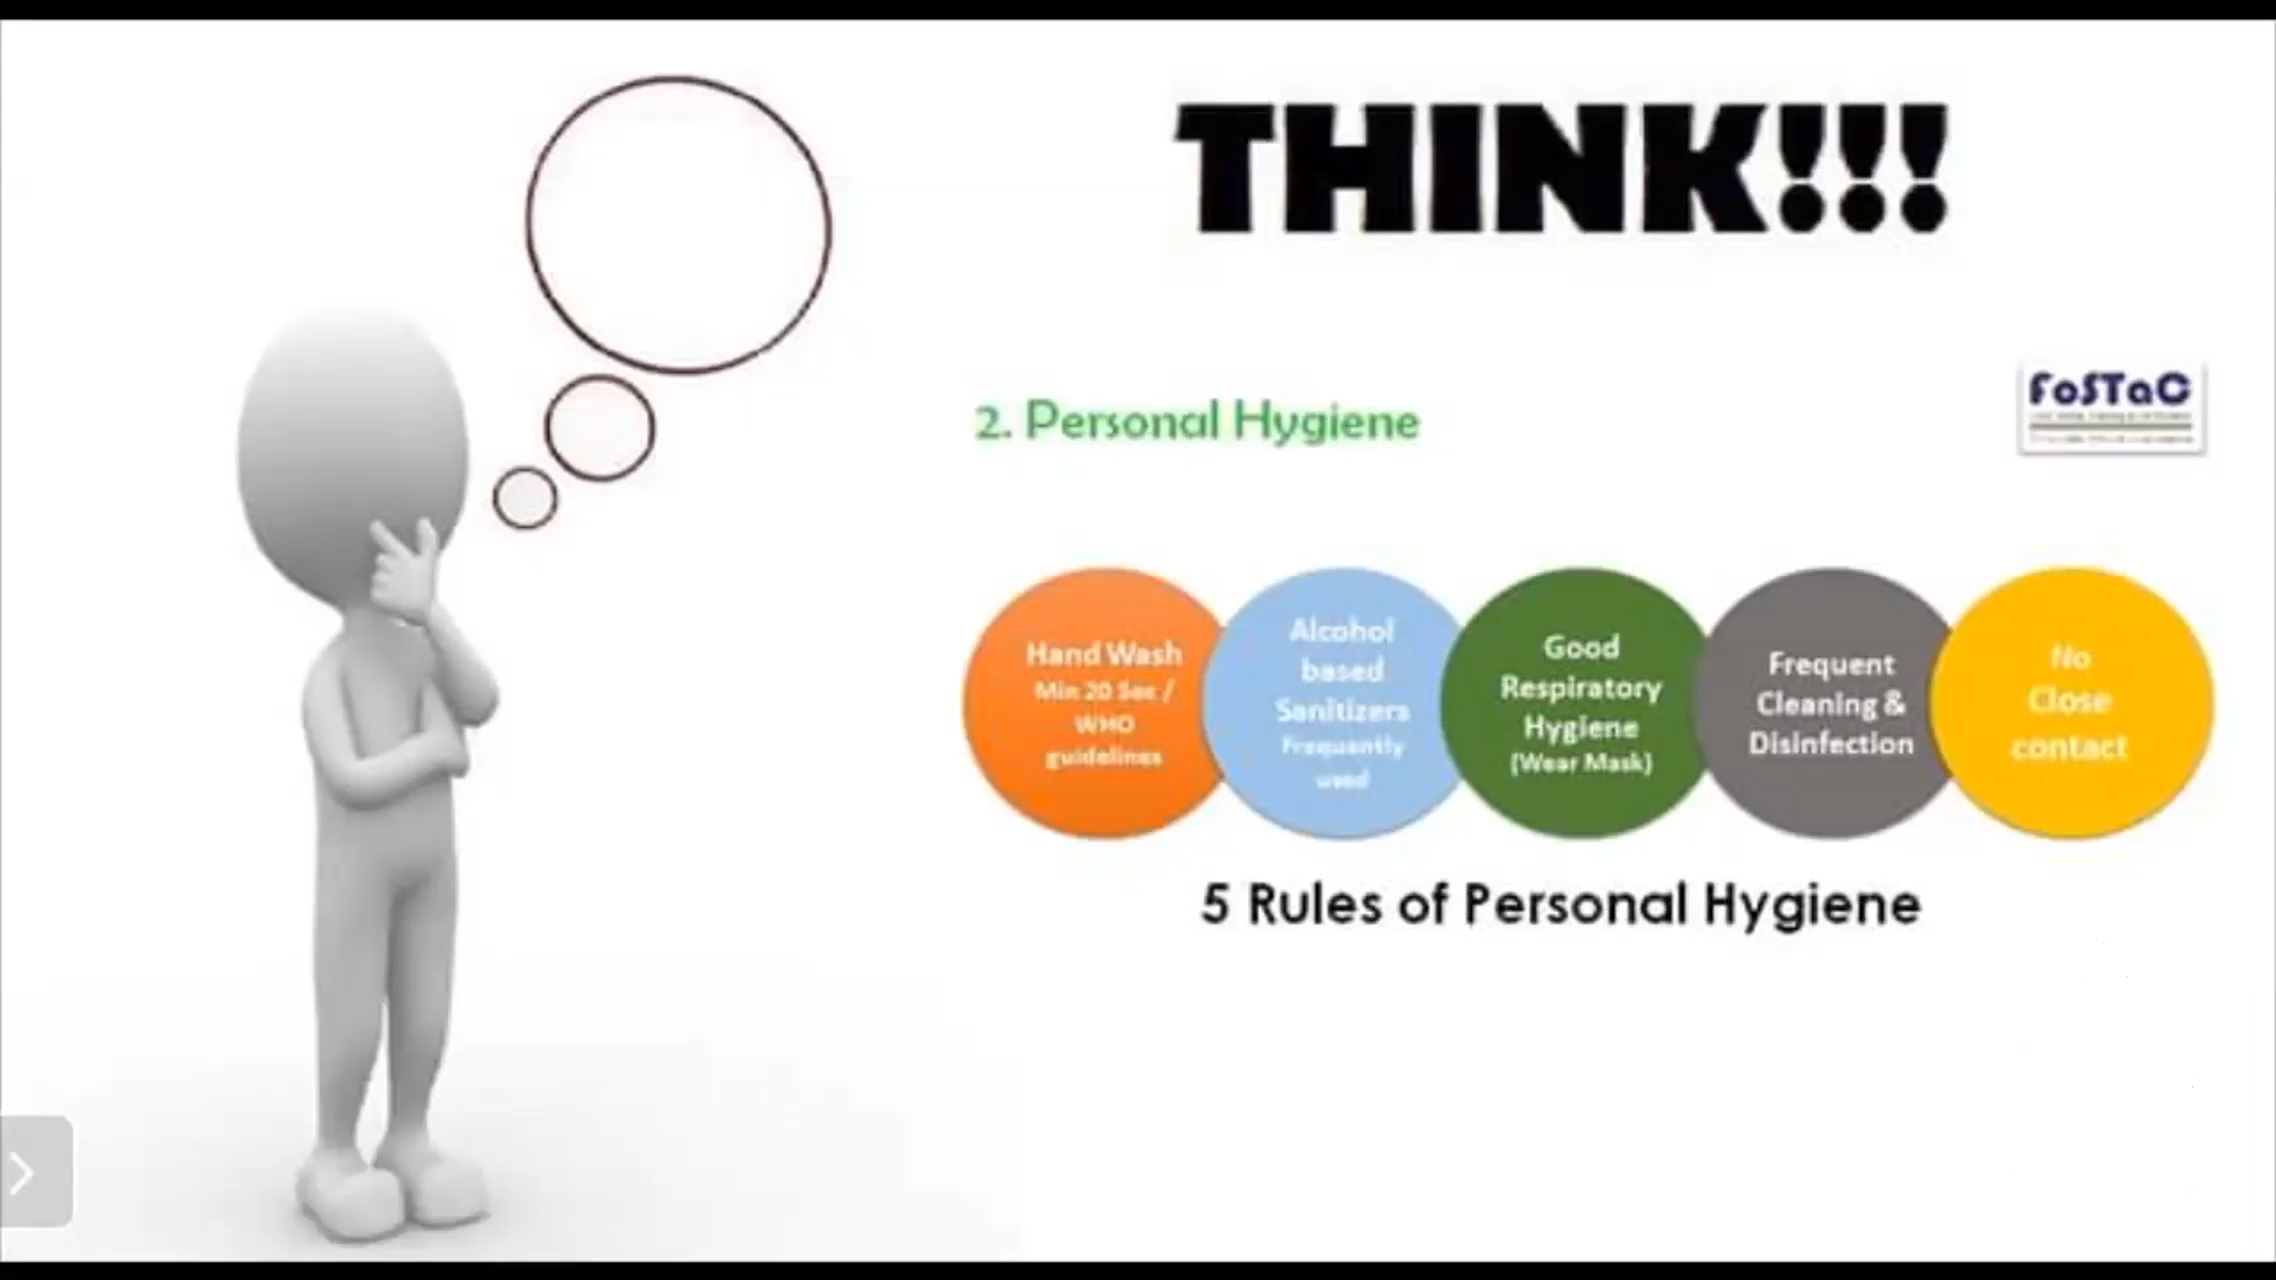 THINK!!!
2. Personal Hygiene
FoSTaC
Hand Wash
Min 20 Sec /
WHO
guidelines
Alcohol
based
Sanitizers
Frequantly
used
Good
Respiratory
Hygiene
(Wear Mask)
Frequent
Cleaning &
Disinfection
No
Close
contact
5 Rules of Personal Hygiene